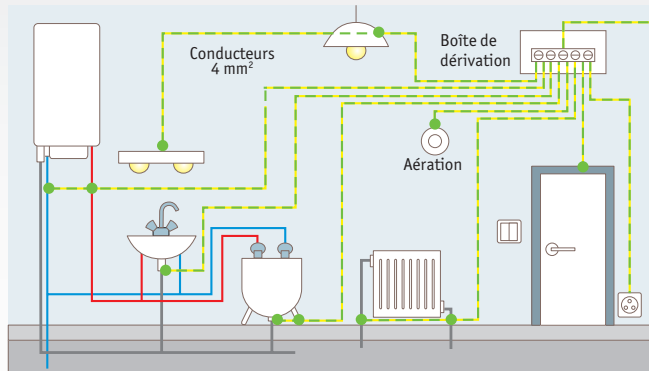 Conducteurs
4 mm²
Boîte de
dérivation
Aération